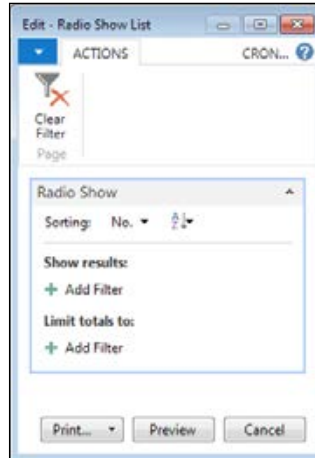 Edit - Radio Show List
ACTIONS
CRON...
Clear
Filter
Page
Radio Show
Sorting: No.
Show results:
+ Add Filter
Limit totals to:
+ Add Filter
Print...
Preview
Cancel